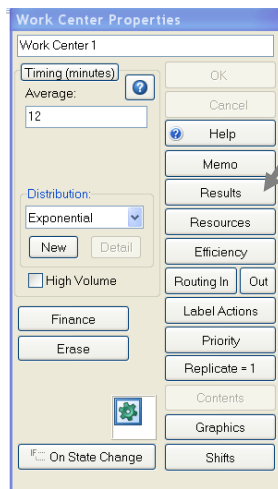 Work Center Properties
Work Center 1
Timing (minutes)
Average:
12
Distribution:
Exponential
New Detail
High Volume
Finance
Erase
IF On State Change
OK
Cancel
Help
Memo
Results
Resources
Efficiency
Routing In Out
Label Actions
Priority
Replicate = 1
Contents
Graphics
Shifts